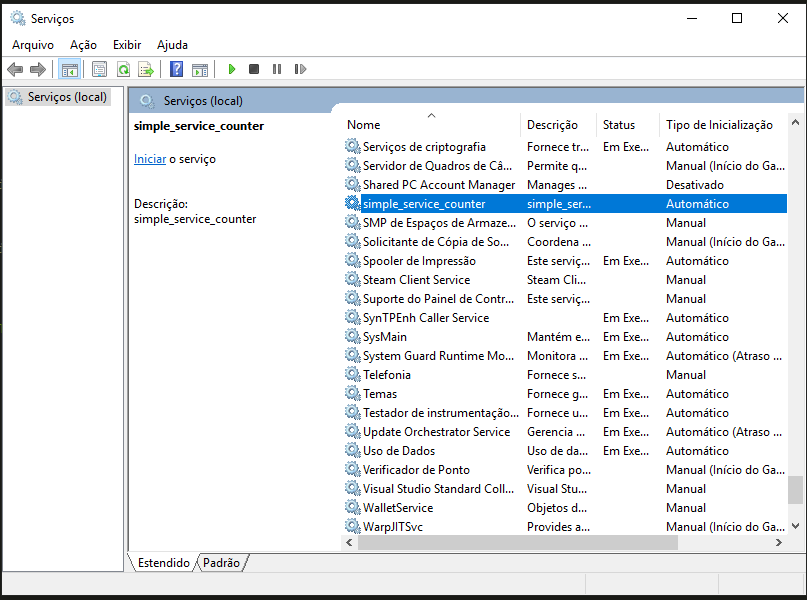 Serviços
Arquivo Ação Exibir Ajuda
Serviços (local)
Serviços (local)
simple_service_counter
Iniciar o serviço
Descrição:
simple_service_counter
Nome Descrição Status Tipo de Inicialização
Serviços de criptografia Fornece tr... Em Exe... Automático
Servidor de Quadros de Câ... Permite q... Manual (Início do Ga...
Shared PC Account Manager Manages ... Desativado
simple_service_counter simple_ser... Automático
SMP de Espaços de Armaze... O serviço ... Manual
Solicitante de Cópia de So... Coordena ... Manual (Início do Ga...
Spooler de Impressão Este serviç... Em Exe... Automático
Steam Client Service Steam Cli... Manual
Suporte do Painel de Contr... Este serviç... Manual
SynTPEnh Caller Service Em Exe... Automático
SysMain Mantém e... Em Exe... Automático
System Guard Runtime Mo... Monitora ... Em Exe... Automático (Atraso ...
Telefonia Fornece s... Manual
Temas Fornece g... Em Exe... Automático
Testador de instrumentação... Fornece u... Em Exe... Automático
Update Orchestrator Service Gerencia ... Em Exe... Automático (Atraso ...
Uso de Dados Uso de da... Em Exe... Automático
Verificador de Ponto Verifica po... Manual (Início do Ga...
Visual Studio Standard Coll... Visual Stu... Manual
WalletService Objetos d... Manual
WarpJITSvc Provides a... Manual (Início do Ga...
Estendido Padrão